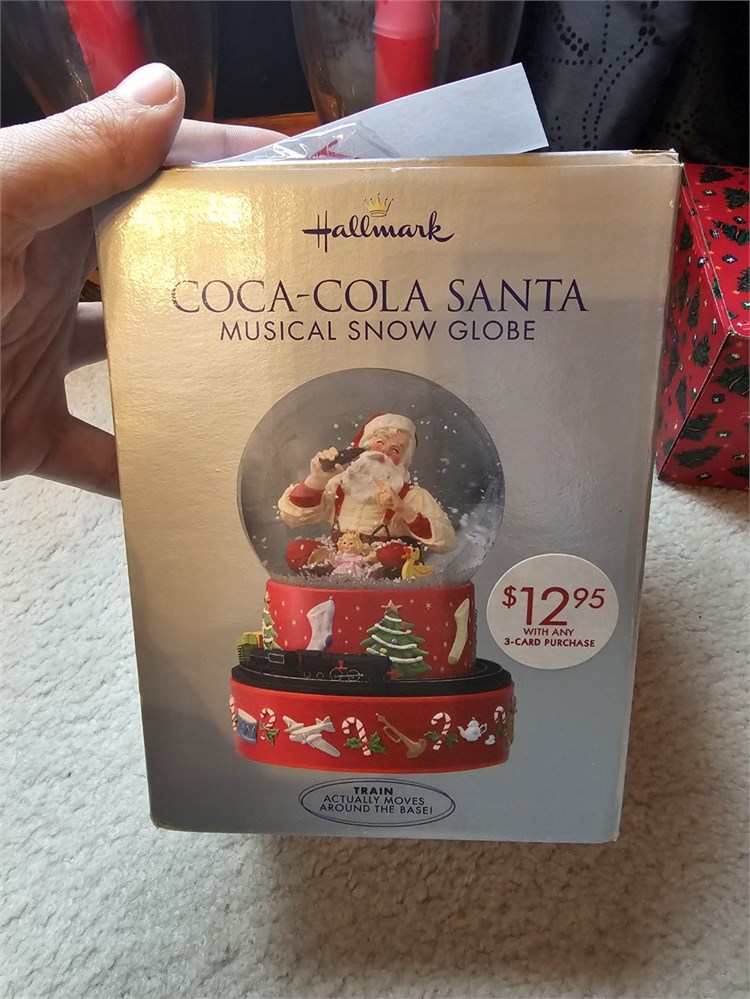 Hallmark
COCA-COLA SANTA
MUSICAL SNOW GLOBE
$12.95
WITH ANY
3-CARD PURCHASE
TRAIN
ACTUALLY MOVES
AROUND THE BASE!